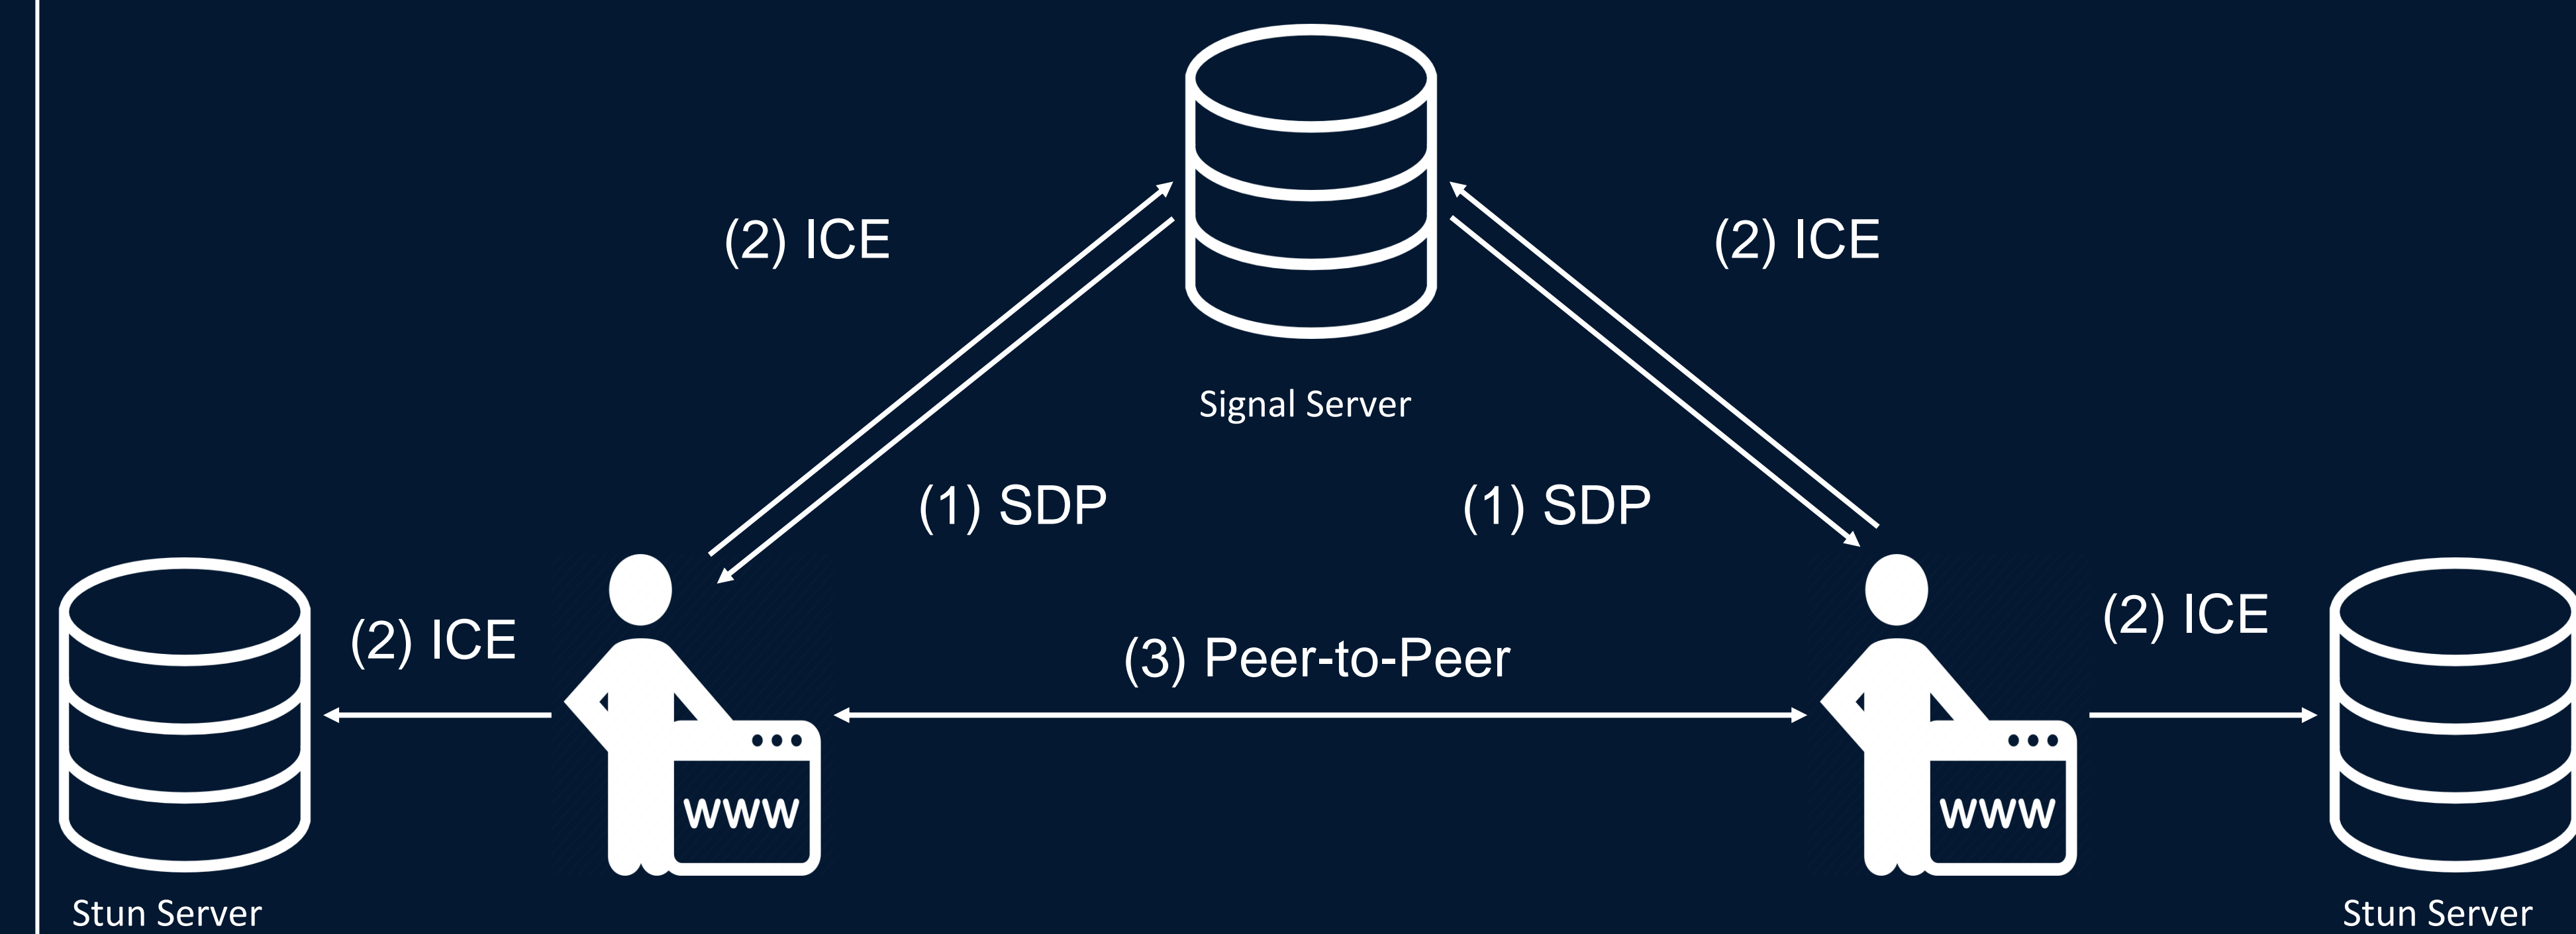 (2) ICE
(2) ICE
Signal Server
(1) SDP
(1) SDP
(2) ICE
(3) Peer-to-Peer
(2) ICE
WWW
WWW
Stun Server
Stun Server